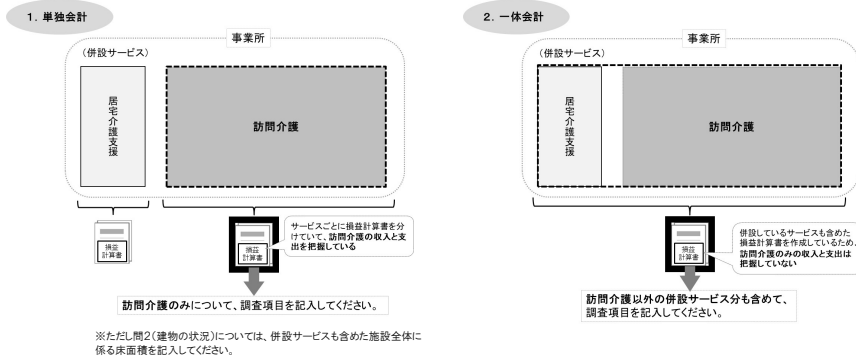 1．単独会計
事業所
（併設サービス）
居宅介護支援
訪問介護
損益
計算書
損益
計算書
サービスごとに損益計算書を分
けていて、訪問介護の収入と支
出を把握している
訪問介護のみについて、調査項目を記入してください。
※ただし問2（建物の状況）については、併設サービスも含めた施設全体に
係る床面積を記入してください。
2．一体会計
事業所
（併設サービス）
居宅介護支援
訪問介護
損益
計算書
併設しているサービスも含めた
損益計算書を作成しているため、
訪問介護のみの収入と支出は
把握していない
訪問介護以外の併設サービス分も含めて、
調査項目を記入してください。